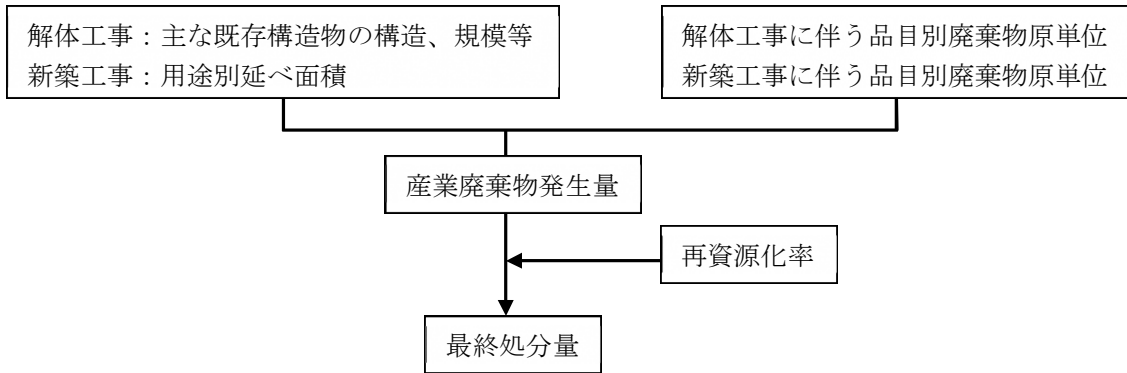 解体工事：主な既存構造物の構造、規模等
新築工事：用途別延べ面積
解体工事に伴う品目別廃棄物原単位
新築工事に伴う品目別廃棄物原単位
産業廃棄物発生量
再資源化率
最終処分量